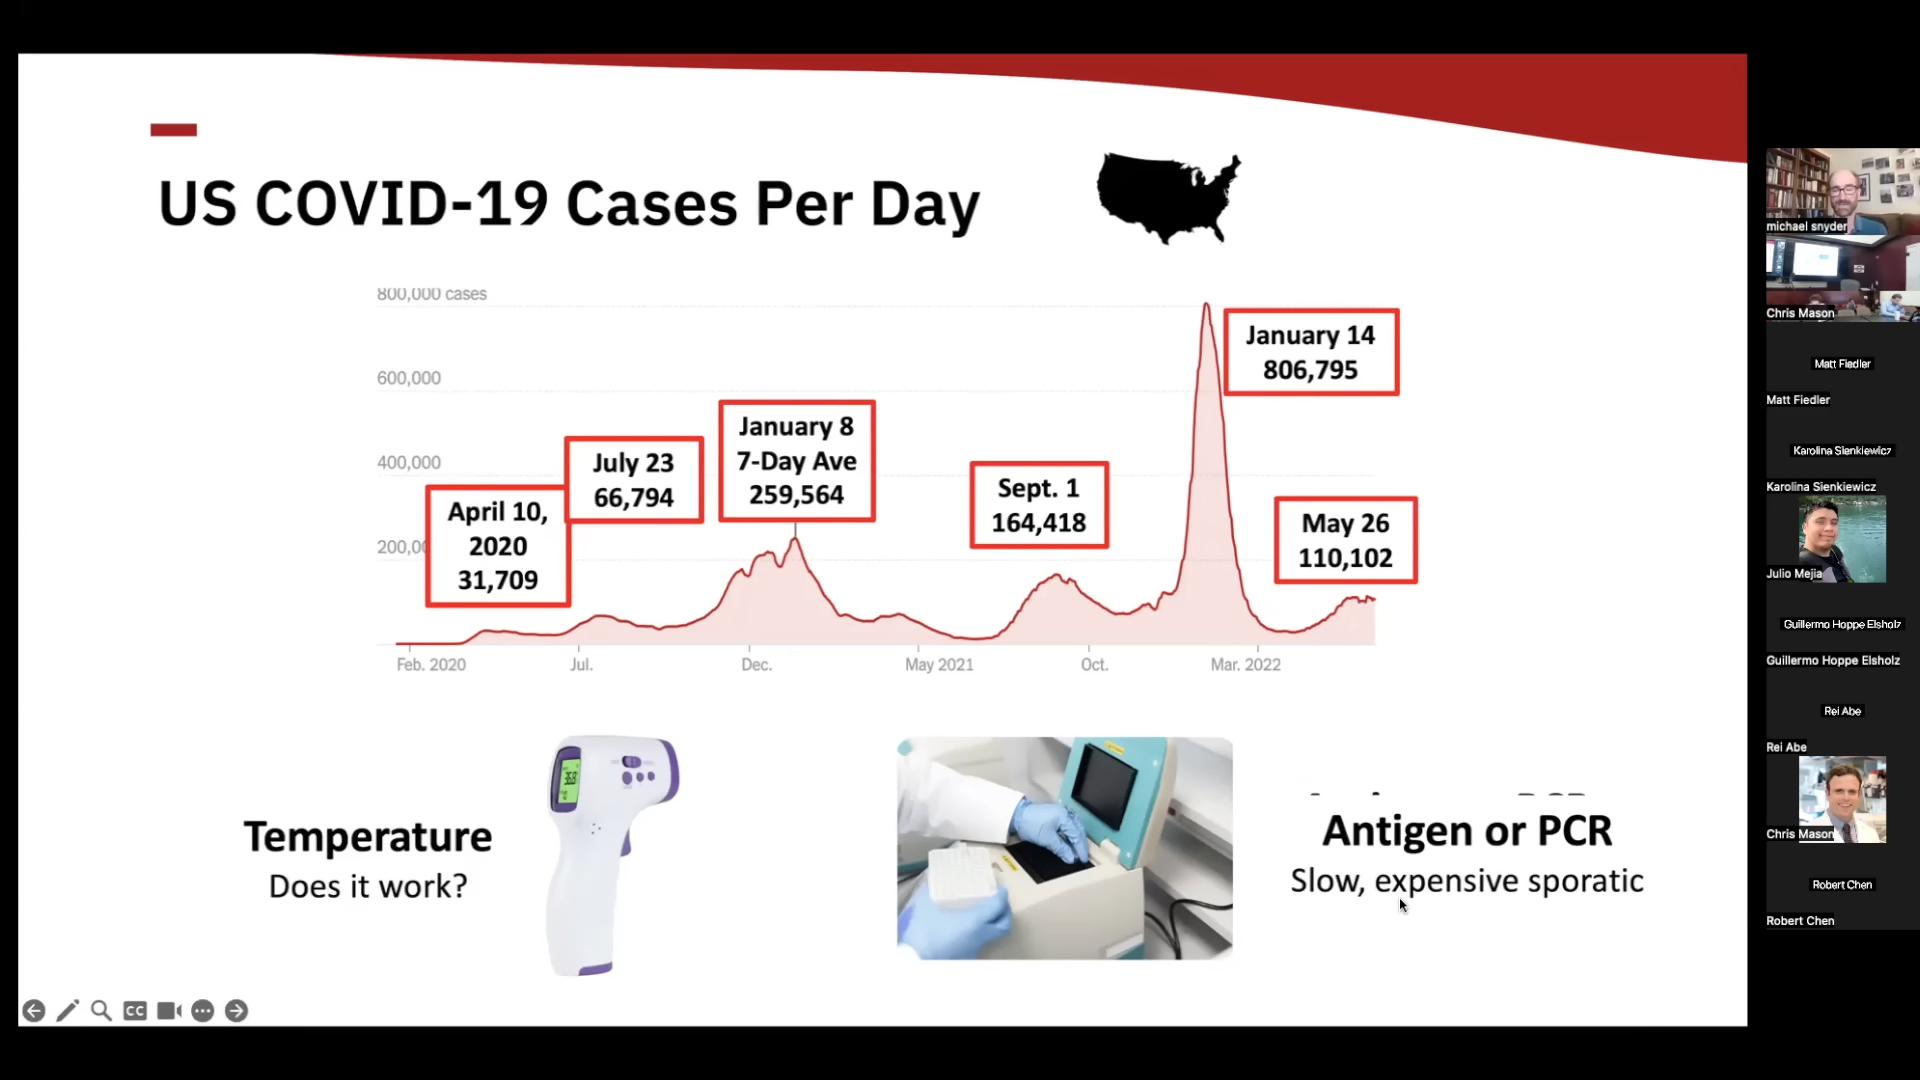 US COVID-19 Cases Per Day
800,000 cases
600,000
400,000
200,00
April 10,
2020
31,709
July 23
66,794
January 8
7-Day Ave
259,564
Sept. 1
164,418
January 14
806,795
May 26
110,102
Feb. 2020
Jul.
Dec.
May 2021
Oct.
Mar. 2022
Temperature
Does it work?
Antigen or PCR
Slow, expensive sporatic
CC
michael snyder
Chris Mason
Matt Fiedler
Matt Fiedler
Karolina Sienkiewicz
Karolina Sienkiewicz
Julio Mejia
Guillermo Hoppe Elsholz
Guillermo Hoppe Elsholz
Rei Abe
Rei Abe
Chris Mason
Robert Chen
Robert Chen